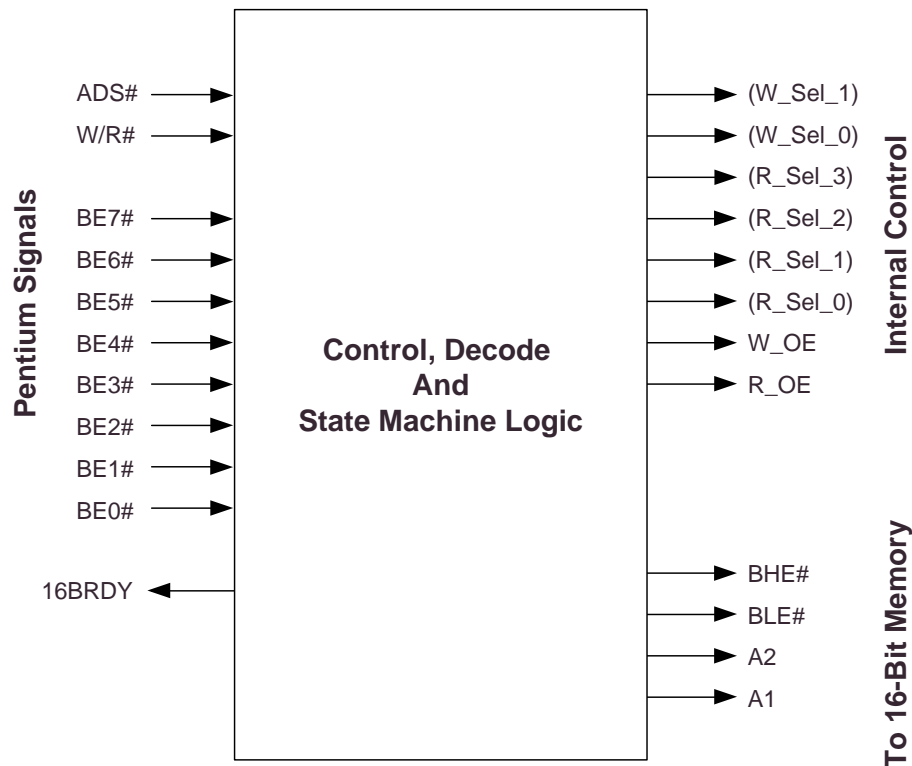 Pentium Signals
ADS#
W/R#
BE7#
BE6#
BE5#
BE4#
BE3#
BE2#
BE1#
BE0#
16BRDY
Control, Decode
And
State Machine Logic
(W_Sel_1)
(W_Sel_0)
(R_Sel_3)
(R_Sel_2)
(R_Sel_1)
(R_Sel_0)
W_OE
R_OE
Internal Control
BHE#
BLE#
A2
A1
To 16-Bit Memory